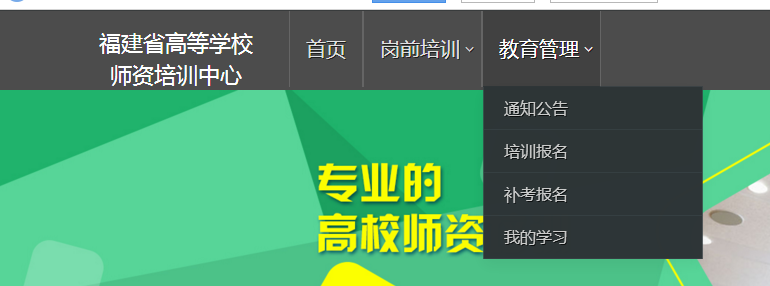 福建省高等学校
师资培训中心
首页
岗前培训
教育管理
通知公告
培训报名
补考报名
我的学习
专业的
高校师资